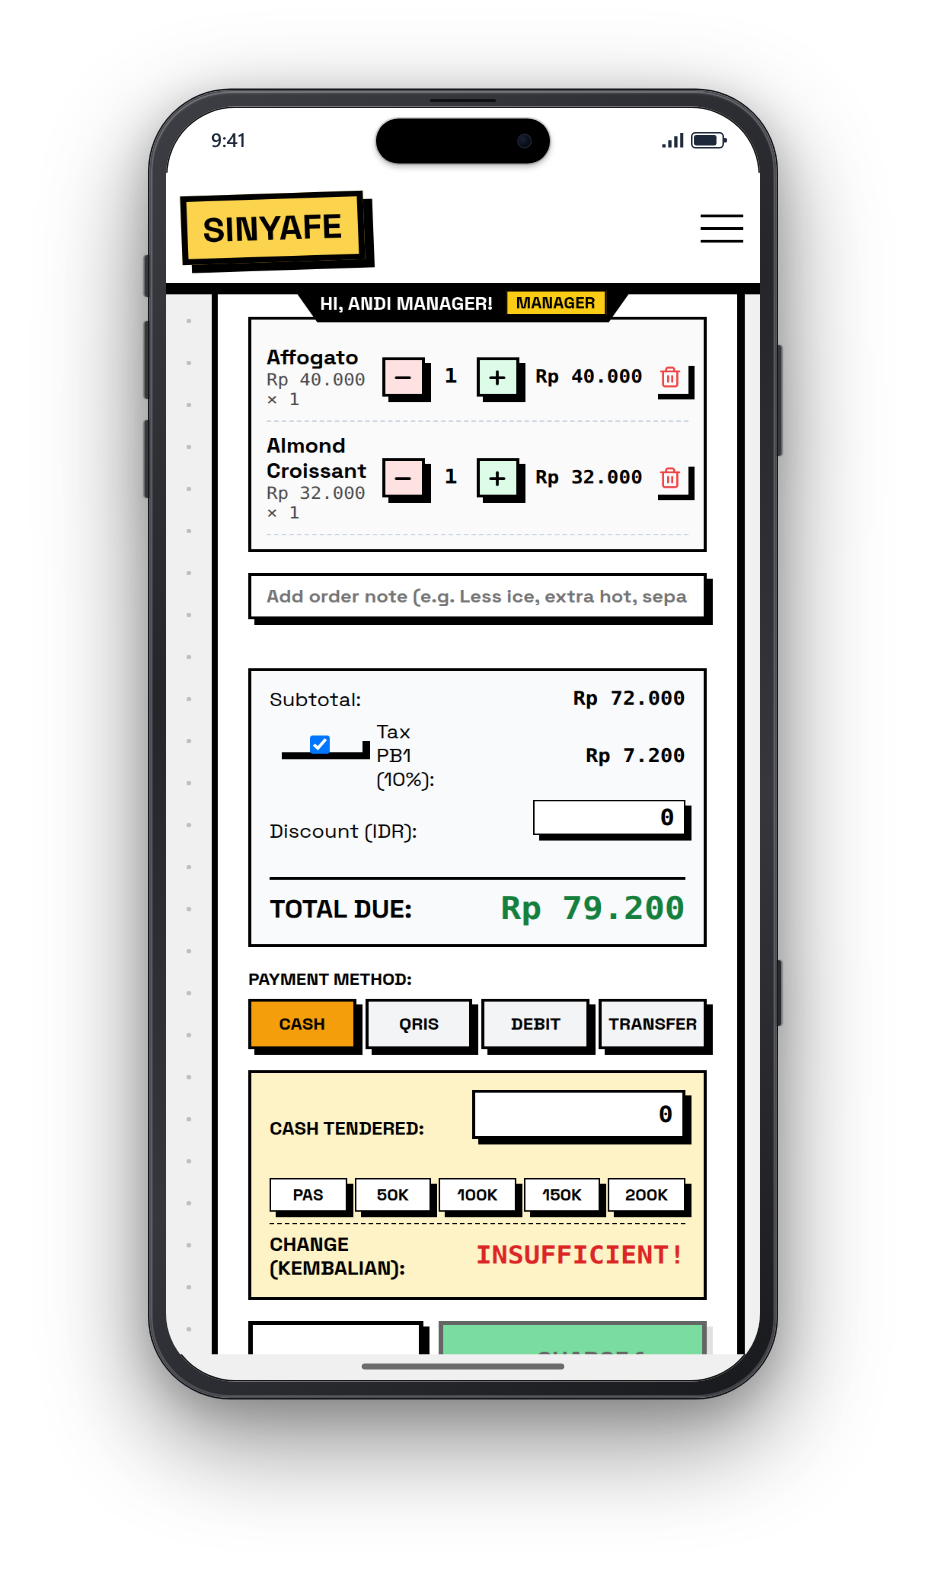 9:41
SINYAFE
HI, ANDI MANAGER! MANAGER
Affogato
Rp 40.000
× 1
− 1 + Rp 40.000
Almond
Croissant
Rp 32.000
× 1
− 1 + Rp 32.000
Add order note (e.g. Less ice, extra hot, sepa
Subtotal: Rp 72.000
Tax
PB1
(10%):
Rp 7.200
Discount (IDR): 0
TOTAL DUE: Rp 79.200
PAYMENT METHOD:
CASH QRIS DEBIT TRANSFER
CASH TENDERED: 0
PAS 50K 100K 150K 200K
CHANGE
(KEMBALIAN):
INSUFFICIENT!